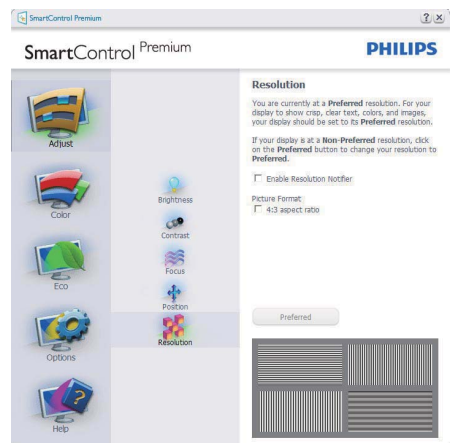 SmartControl Premium
SmartControl Premium
PHILIPS
Adjust
Color
Eco
Options
Help
Brightness
Contrast
Focus
Position
Resolution
Resolution
You are currently at a Preferred resolution. For your
display to show crisp, clear text, colors, and images,
your display should be set to its Preferred resolution.
If your display is at a Non-Preferred resolution, click
on the Preferred button to change your resolution to
Preferred.
Enable Resolution Notifier
Picture Format
4:3 aspect ratio
Preferred